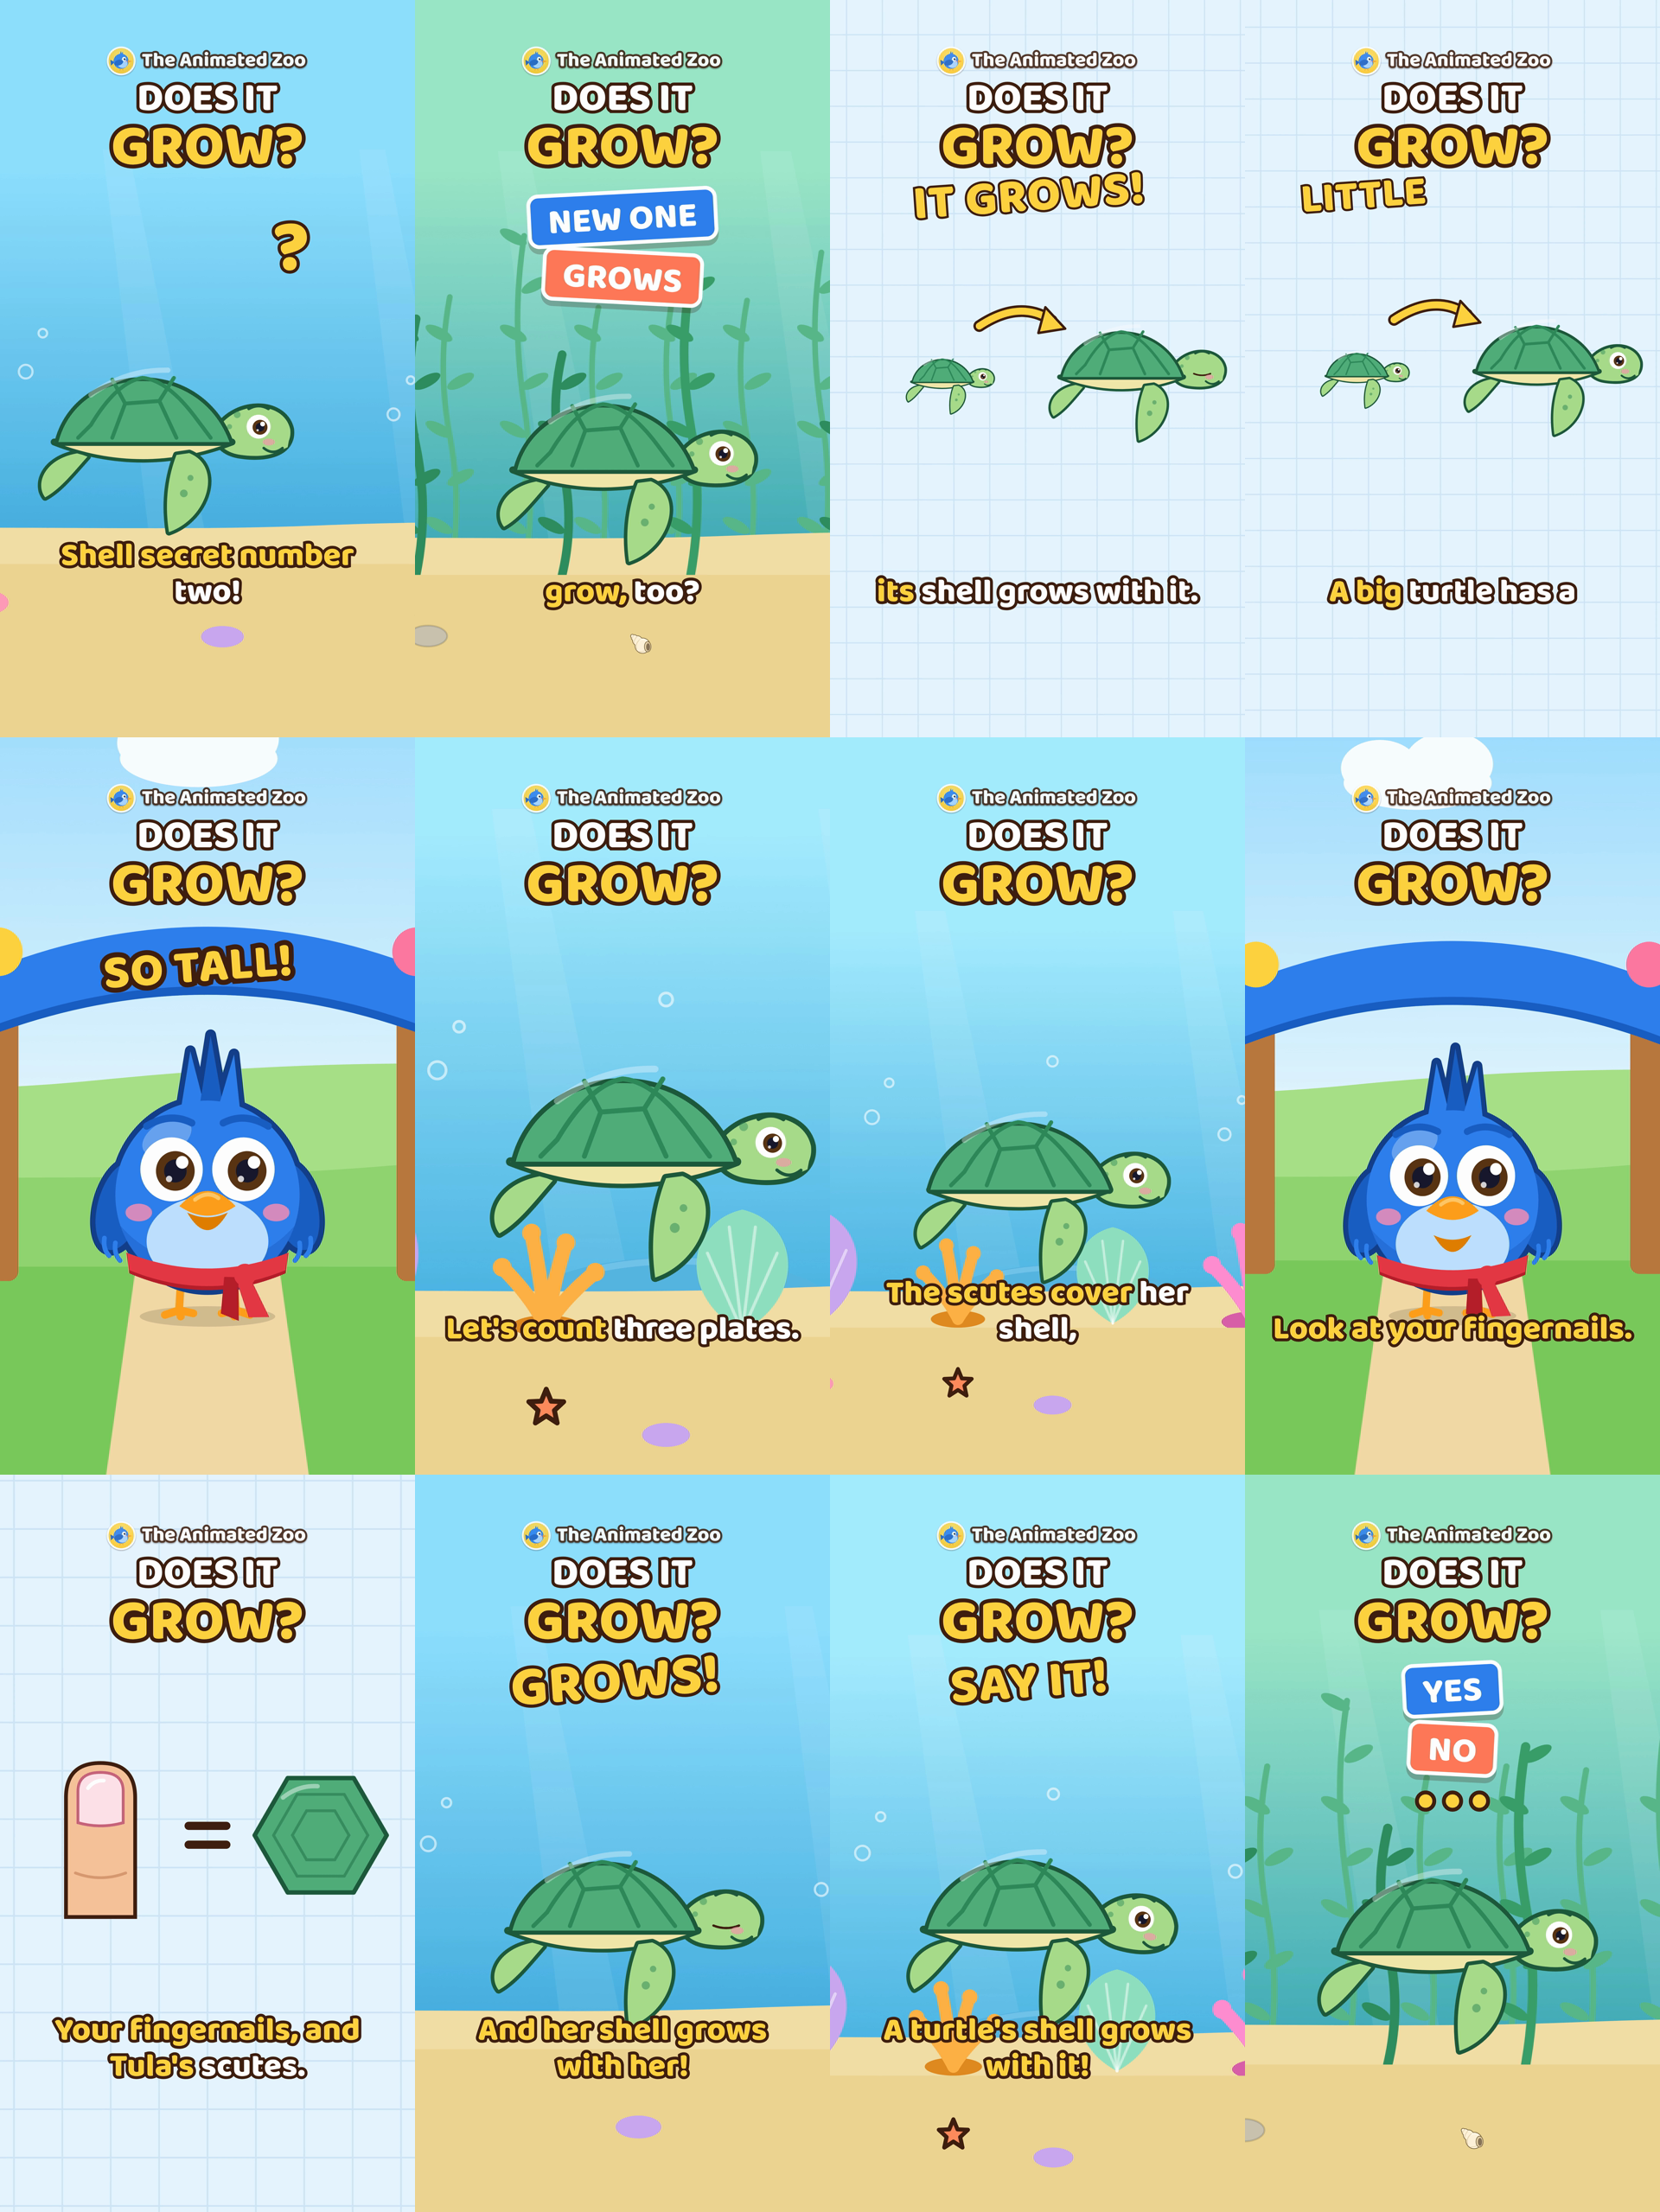 The Animated Zoo
DOES IT
GROW?
?
Shell secret number
two!
The Animated Zoo
DOES IT
GROW?
NEW ONE
GROWS
grow, too?
The Animated Zoo
DOES IT
GROW?
IT GROWS!
its shell grows with it.
The Animated Zoo
DOES IT
GROW?
LITTLE
A big turtle has a
The Animated Zoo
DOES IT
GROW?
SO TALL!
The Animated Zoo
DOES IT
GROW?
Let's count three plates.
The Animated Zoo
DOES IT
GROW?
The scutes cover her
shell,
The Animated Zoo
DOES IT
GROW?
Look at your fingernails.
The Animated Zoo
DOES IT
GROW?
=
Your fingernails, and
Tula's scutes.
The Animated Zoo
DOES IT
GROW?
GROWS!
And her shell grows
with her!
The Animated Zoo
DOES IT
GROW?
SAY IT!
A turtle's shell grows
with it!
The Animated Zoo
DOES IT
GROW?
YES
NO